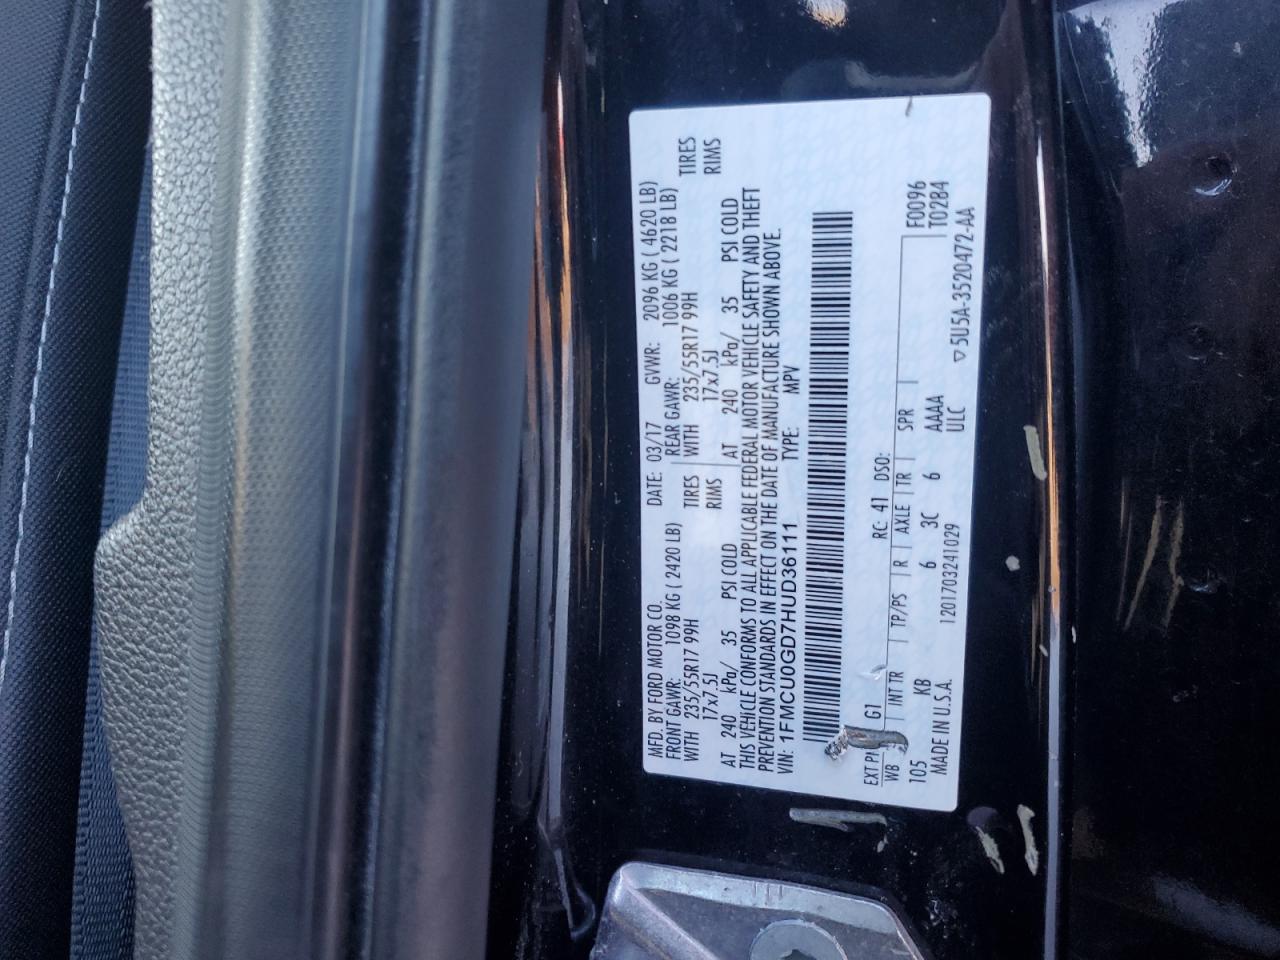 MFD. BY FORD MOTOR CO. DATE: 03/17 GVWR: 2096 KG ( 4620 LB)
FRONT GAWR: 1098 KG ( 2420 LB) REAR GAWR: 1006 KG ( 2218 LB)
WITH 235/55R17 99H TIRES WITH 235/55R17 99H TIRES
17x7.5J RIMS 17x7.5J RIMS
AT 240 kPa/ 35 PSI COLD AT 240 kPa/ 35 PSI COLD
THIS VEHICLE CONFORMS TO ALL APPLICABLE FEDERAL MOTOR VEHICLE SAFETY AND THEFT
PREVENTION STANDARDS IN EFFECT ON THE DATE OF MANUFACTURE SHOWN ABOVE.
VIN: 1FMCU0GD7HUD36111 TYPE: MPV
EXT G1 RC: 41 DSO:
WB INT TR TP/PS R AXLE TR SPR F0096
105 KB 6 3C 6 AAAA T0284
MADE IN U.S.A. 1201703241029 ULC ▽5U5A-3520472-AA